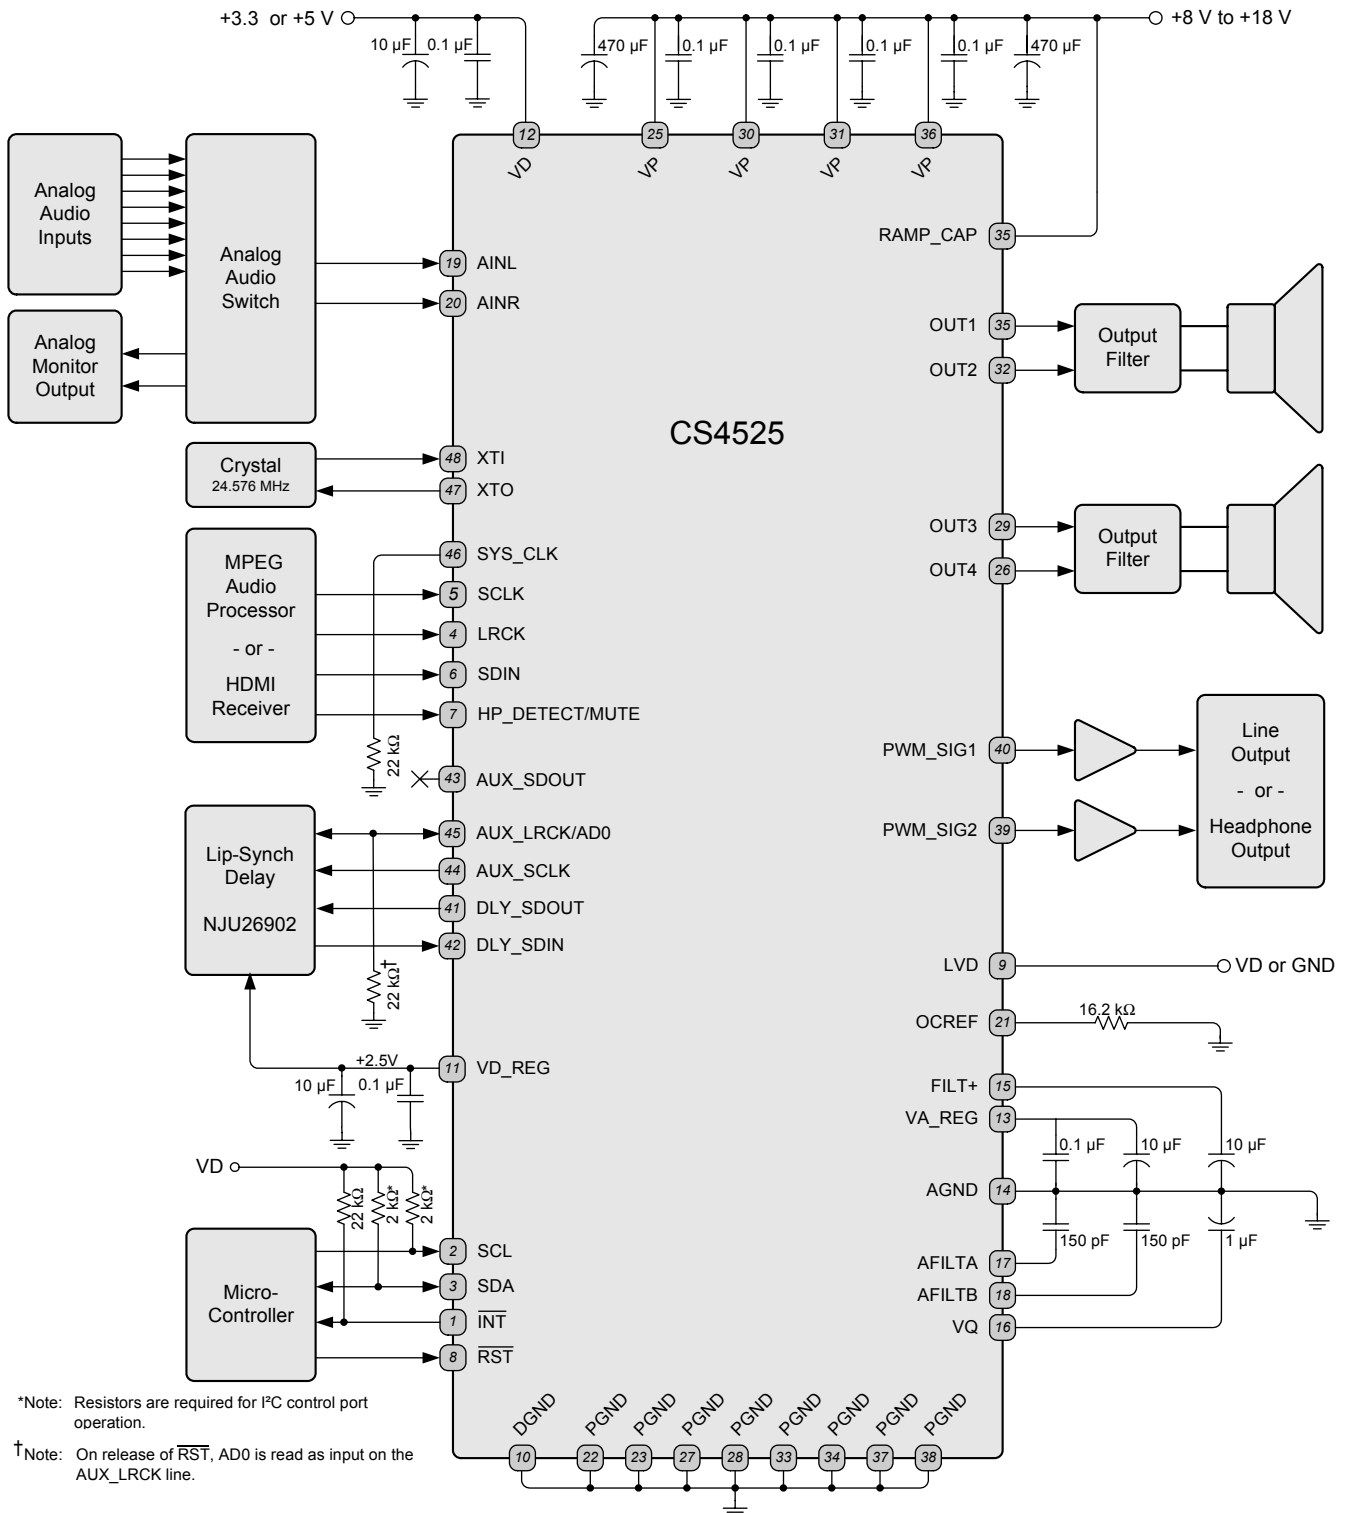 +3.3 or +5 V
+8 V to +18 V
10 µF
0.1 µF
470 µF
0.1 µF
0.1 µF
0.1 µF
0.1 µF
470 µF
12
25
30
31
36
VD
VP
VP
VP
VP
Analog
Audio
Inputs
Analog
Audio
Switch
Analog
Monitor
Output
19 AINL
20 AINR
RAMP_CAP 35
OUT1 35
OUT2 32
Output
Filter
CS4525
Crystal
24.576 MHz
48 XTI
47 XTO
OUT3 29
OUT4 26
Output
Filter
MPEG
Audio
Processor
- or -
HDMI
Receiver
46 SYS_CLK
5 SCLK
4 LRCK
6 SDIN
7 HP_DETECT/MUTE
22 kΩ
43 AUX_SDOUT
PWM_SIG1 40
PWM_SIG2 39
Line
Output
- or -
Headphone
Output
Lip-Synch
Delay
NJU26902
45 AUX_LRCK/AD0
44 AUX_SCLK
41 DLY_SDOUT
42 DLY_SDIN
22 kΩ†
LVD 9
VD or GND
OCREF 21
16.2 kΩ
+2.5V
11 VD_REG
10 µF
0.1 µF
FILT+ 15
VA_REG 13
0.1 µF
10 µF
10 µF
AGND 14
150 pF
150 pF
1 µF
AFILTA 17
AFILTB 18
VQ 16
VD
22 kΩ
2 kΩ*
2 kΩ*
Micro-
Controller
2 SCL
3 SDA
1 INT
8 RST
*Note: Resistors are required for I²C control port
operation.
†Note: On release of RST, AD0 is read as input on the
AUX_LRCK line.
DGND
PGND
PGND
PGND
PGND
PGND
PGND
PGND
PGND
10
22
23
27
28
33
34
37
38